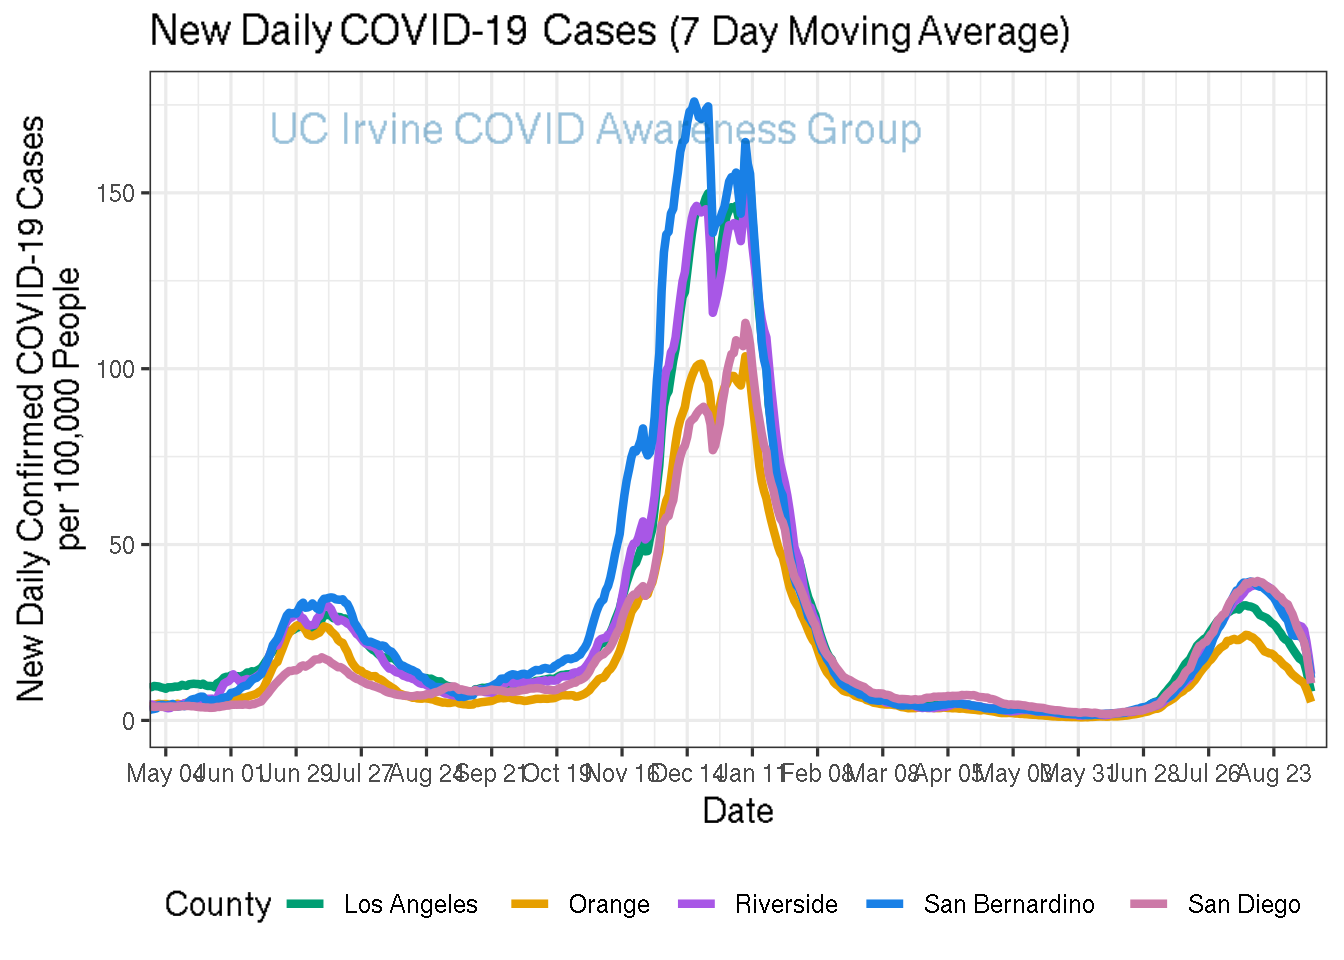 New Daily COVID-19 Cases (7 Day Moving Average)
UC Irvine COVID Awareness Group
New Daily Confirmed COVID-19 Cases
per 100,000 People
150
100
50
0
May 04 Jun 01 Jun 29 Jul 27 Aug 24 Sep 21 Oct 19 Nov 16 Dec 14 Jan 11 Feb 08 Mar 08 Apr 05 May 03 May 31 Jun 28 Jul 26 Aug 23
Date
County Los Angeles Orange Riverside San Bernardino San Diego